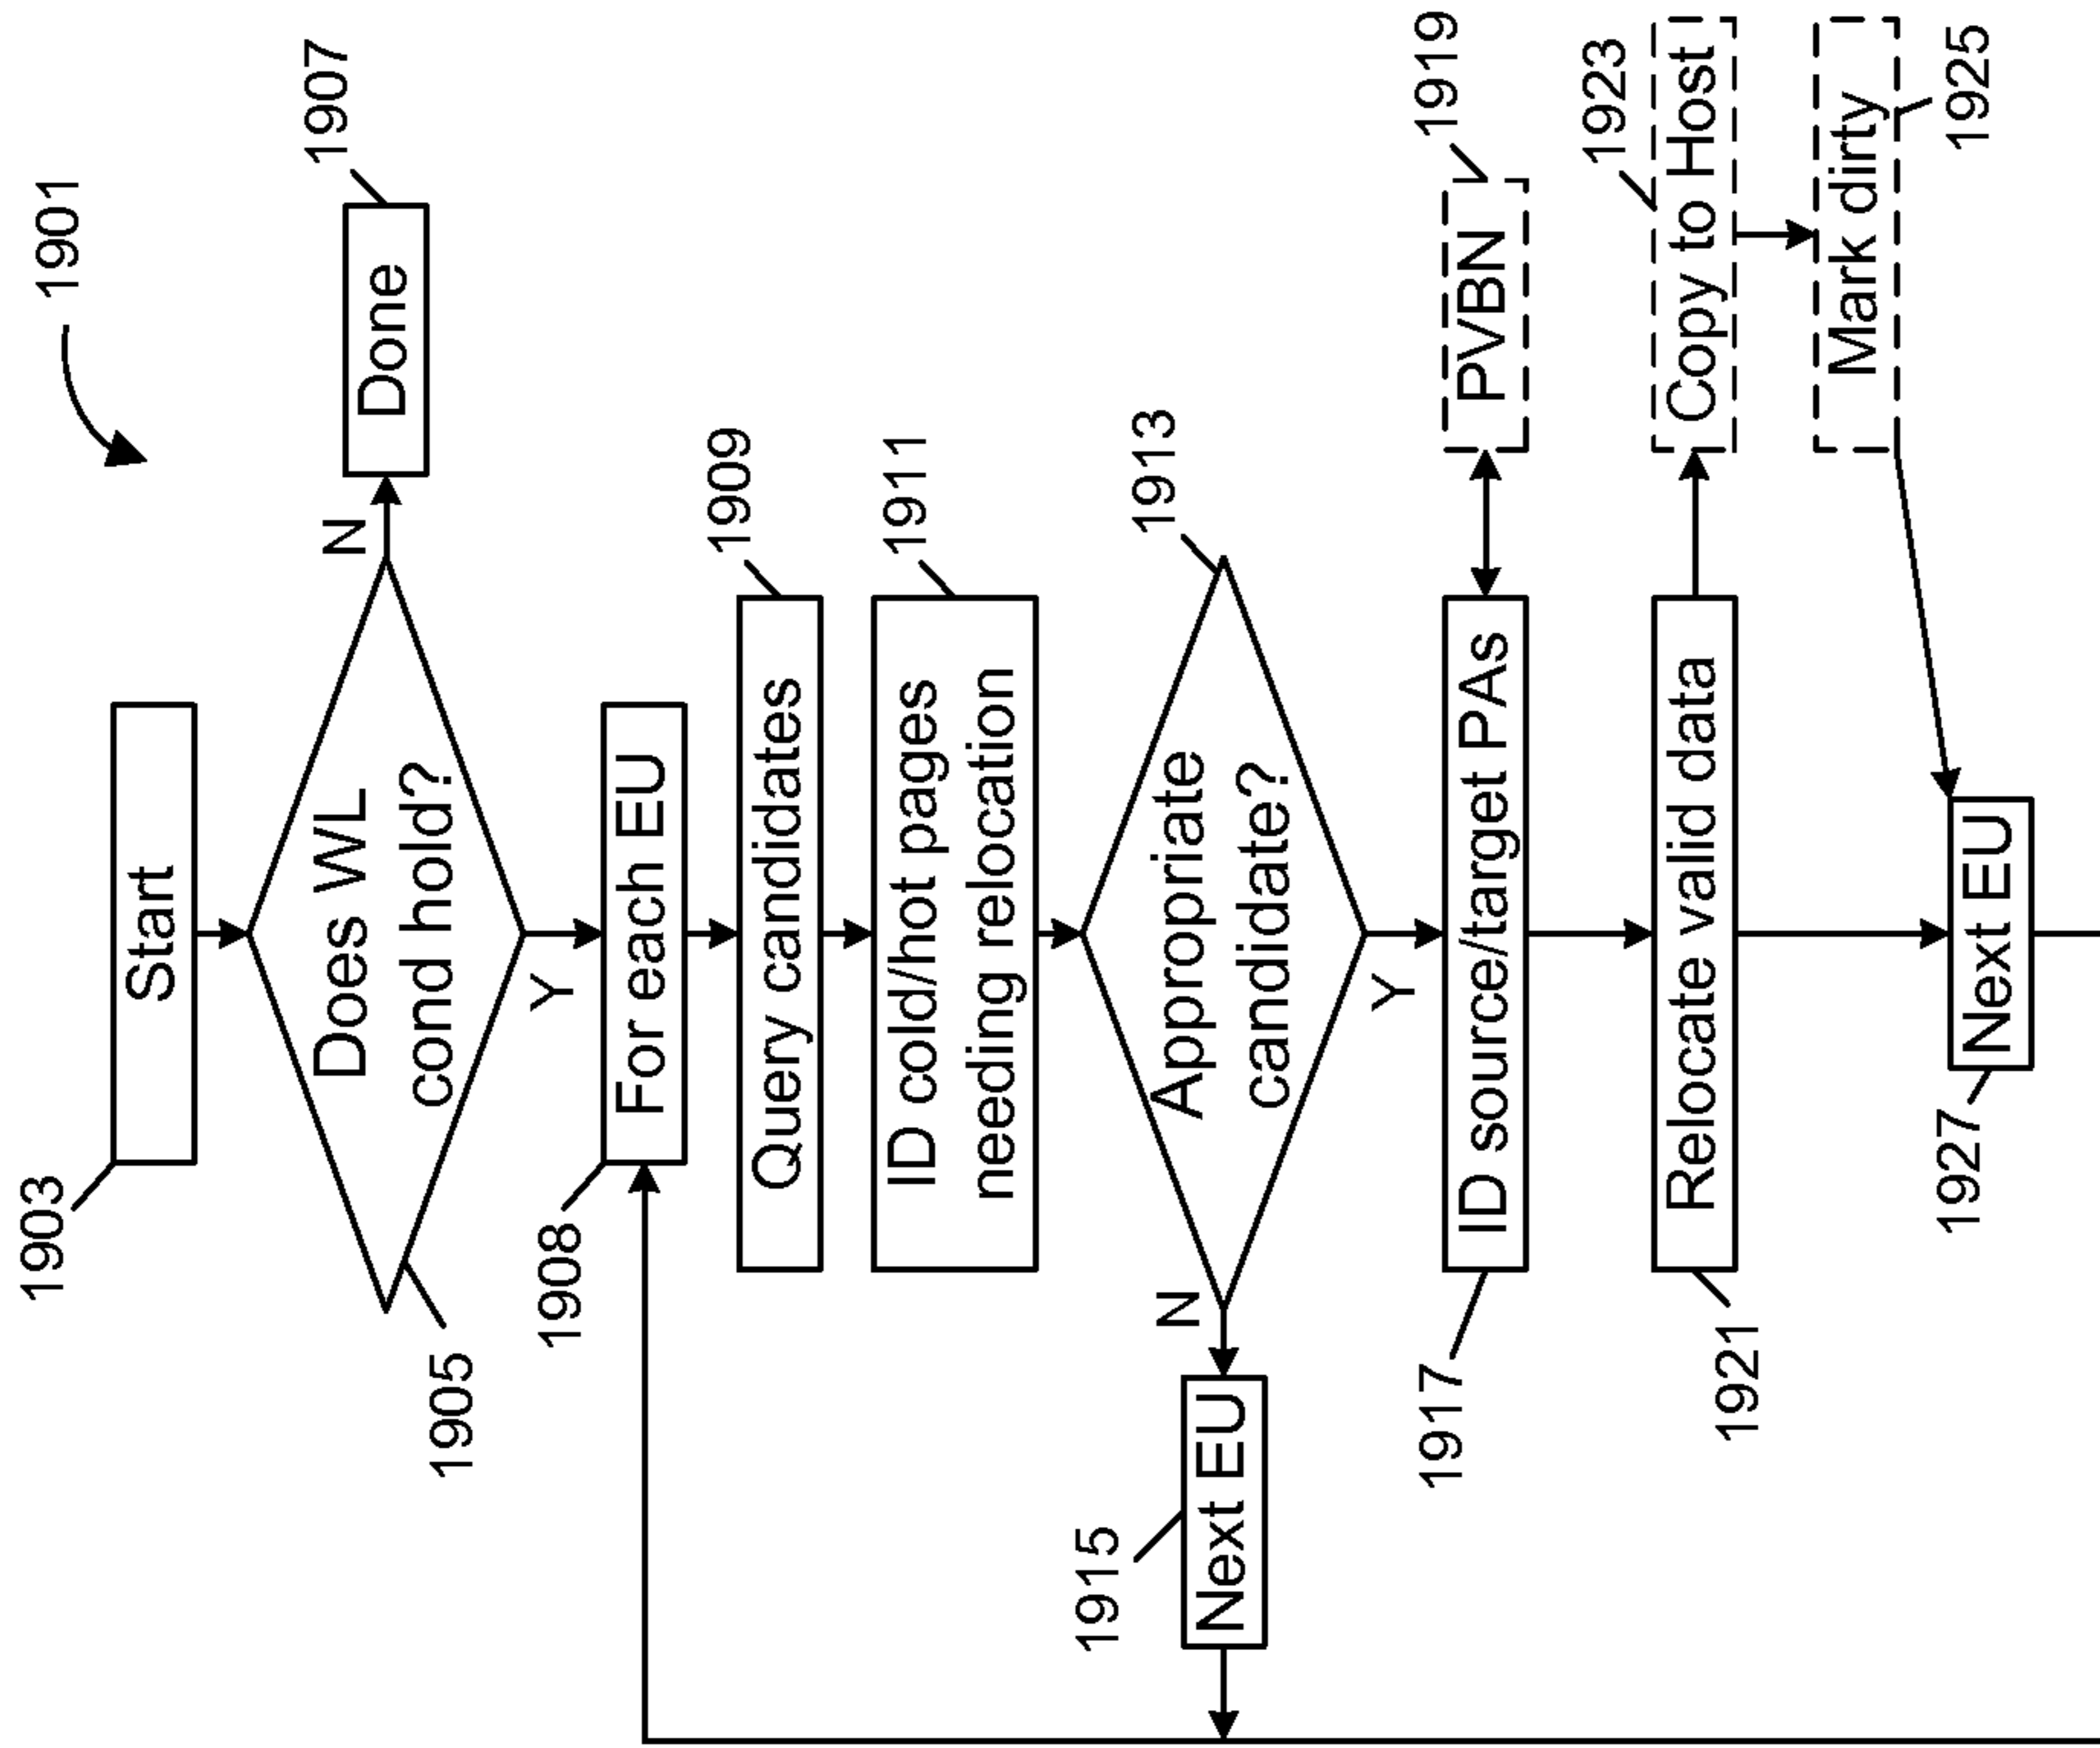 1901
1903
Start
Does WL
cond hold?
1905
N
Done
1907
Y
1908
For each EU
Query candidates
1909
ID cold/hot pages
needing relocation
1911
Appropriate
candidate?
1913
N
1915
Next EU
Y
1917
ID source/target PAs
PVBN
1919
1921
Relocate valid data
Copy to Host
1923
Mark dirty
1925
1927
Next EU